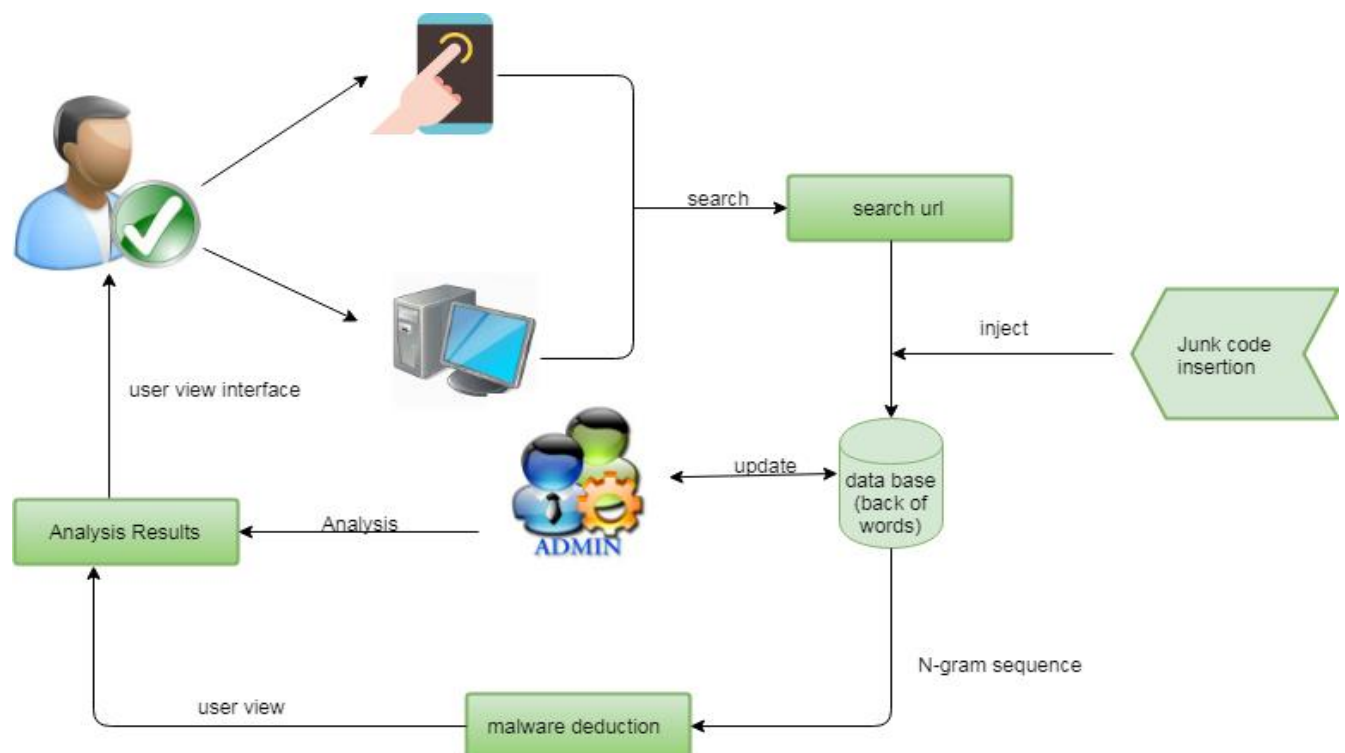 search
search url
inject
Junk code
insertion
user view interface
update
data base
(back of
words)
ADMIN
Analysis
Analysis Results
N-gram sequence
user view
malware deduction